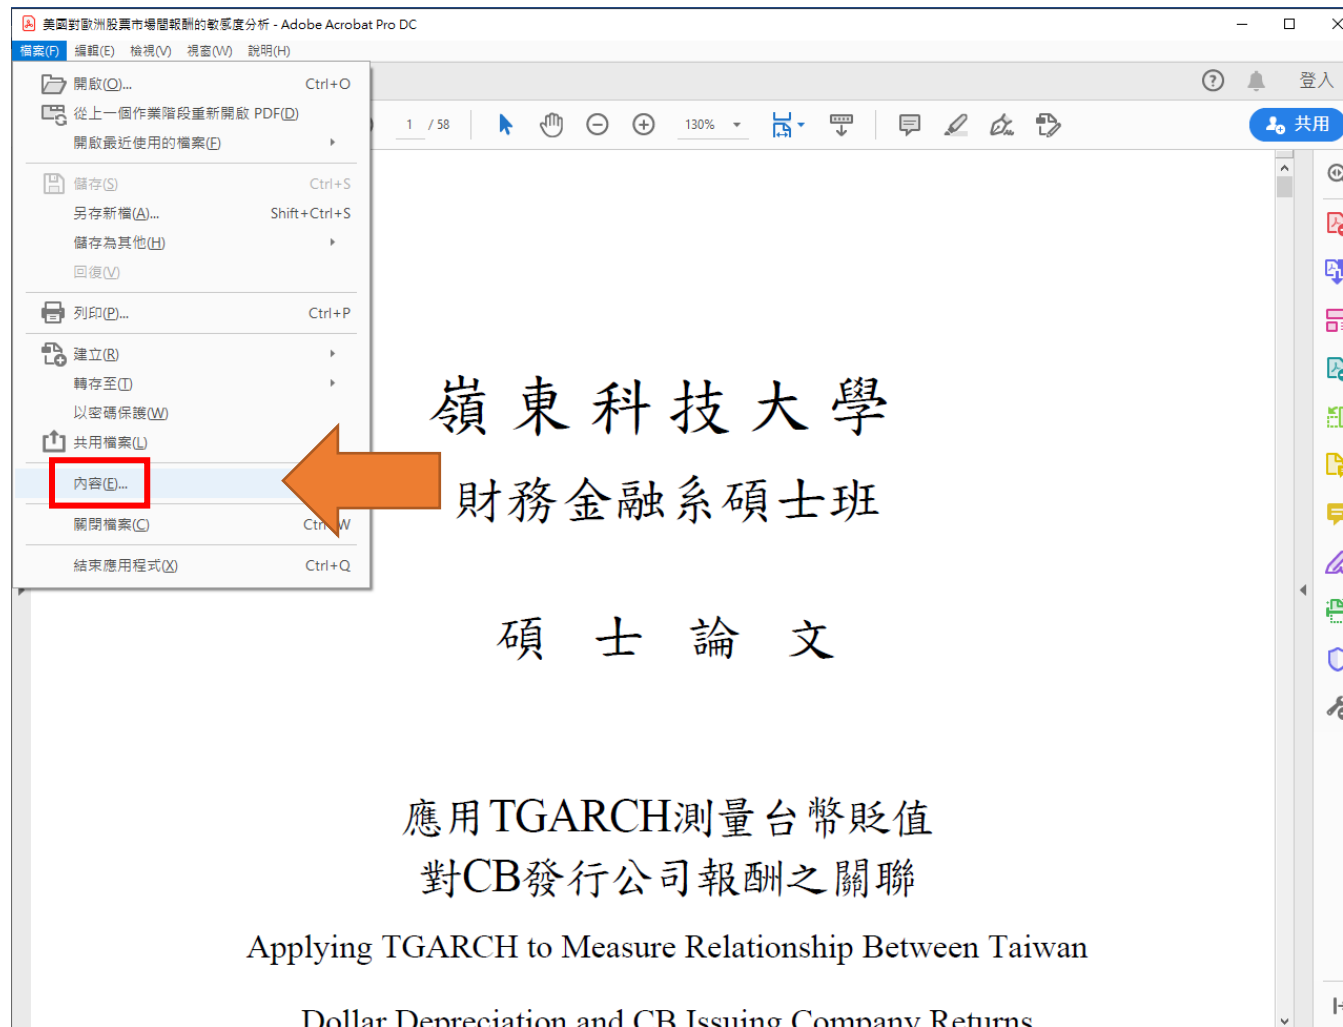 美國對歐洲股票市場間報酬的敏感度分析 - Adobe Acrobat Pro DC
檔案(F) 編輯(E) 檢視(V) 視窗(W) 說明(H)
開啟(O)... Ctrl+O
從上一個作業階段重新開啟 PDF(D)
開啟最近使用的檔案(F)
儲存(S) Ctrl+S
另存新檔(A)... Shift+Ctrl+S
儲存為其他(H)
回復(V)
列印(P)... Ctrl+P
建立(R)
轉存至(T)
以密碼保護(W)
共用檔案(L)
內容(E)...
關閉檔案(C) Ctrl+W
結束應用程式(X) Ctrl+Q
登入
1 / 58 130%
共用
嶺東科技大學
財務金融系碩士班
碩士論文
應用TGARCH測量台幣貶值
對CB發行公司報酬之關聯
Applying TGARCH to Measure Relationship Between Taiwan
Dollar Depreciation and CB Issuing Company Returns